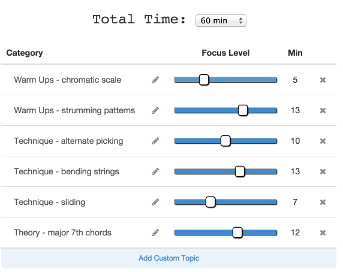 Total Time: 60 min
Category Focus Level Min
Warm Ups - chromatic scale 5
Warm Ups - strumming patterns 13
Technique - alternate picking 10
Technique - bending strings 13
Technique - sliding 7
Theory - major 7th chords 12
Add Custom Topic